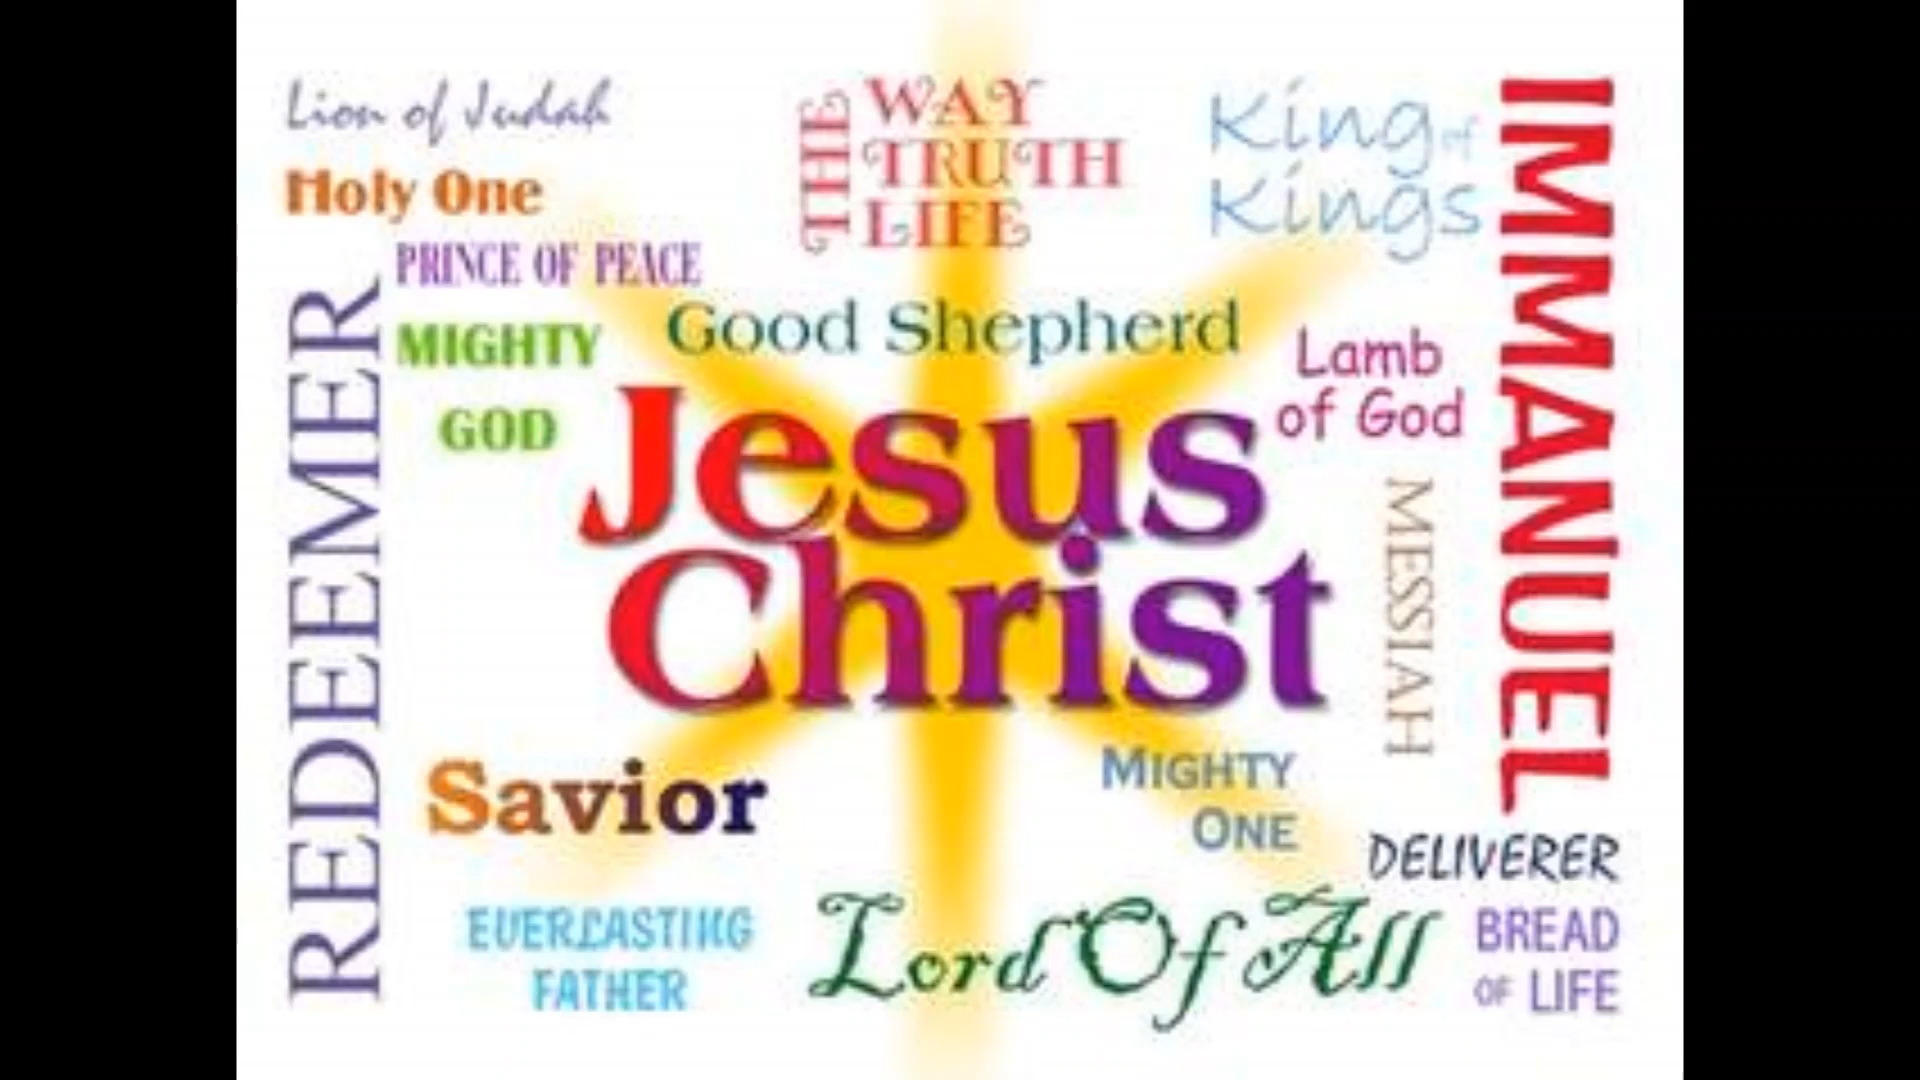 Lion of Judah
Holy One
PRINCE OF PEACE
MIGHTY
GOD
REDEEMER
THE
WAY
TRUTH
LIFE
King of
Kings
IMMANUEL
Good Shepherd
Lamb
of God
Jesus
Christ
MESSIAH
Savior
MIGHTY
ONE
DELIVERER
EVERLASTING
FATHER
Lord Of All
BREAD
OF LIFE